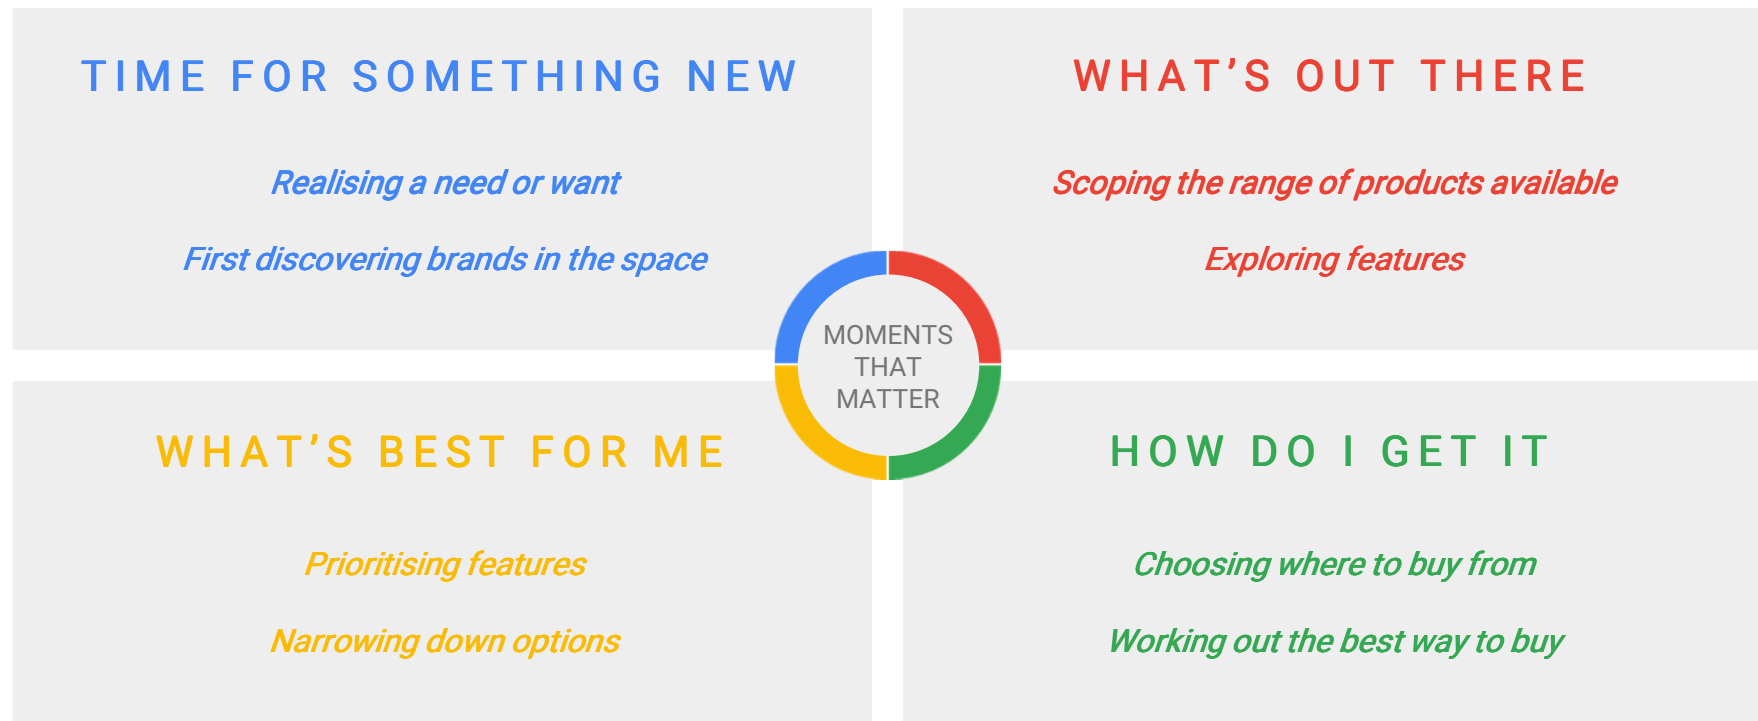 TIME FOR SOMETHING NEW
Realising a need or want
First discovering brands in the space
WHAT’S OUT THERE
Scoping the range of products available
Exploring features
MOMENTS
THAT
MATTER
WHAT’S BEST FOR ME
Prioritising features
Narrowing down options
HOW DO I GET IT
Choosing where to buy from
Working out the best way to buy